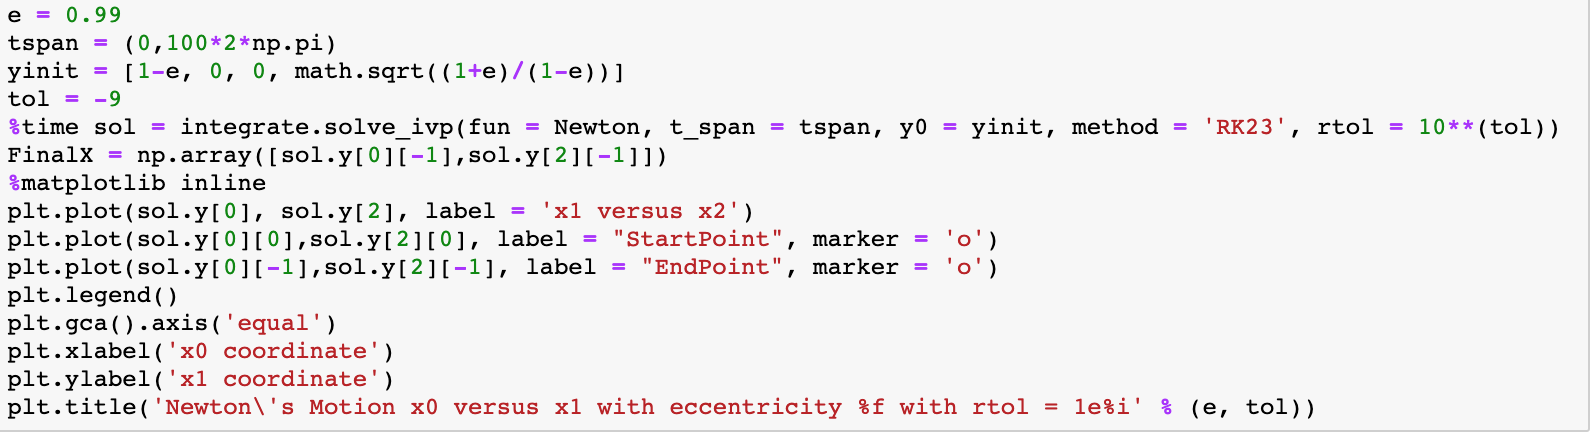 e = 0.99
tspan = (0,100*2*np.pi)
yinit = [1-e, 0, 0, math.sqrt((1+e)/(1-e))]
tol = -9
%time sol = integrate.solve_ivp(fun = Newton, t_span = tspan, y0 = yinit, method = 'RK23', rtol = 10**(tol))
FinalX = np.array([sol.y[0][-1],sol.y[2][-1]])
%matplotlib inline
plt.plot(sol.y[0], sol.y[2], label = 'x1 versus x2')
plt.plot(sol.y[0][0],sol.y[2][0], label = "StartPoint", marker = 'o')
plt.plot(sol.y[0][-1],sol.y[2][-1], label = "EndPoint", marker = 'o')
plt.legend()
plt.gca().axis('equal')
plt.xlabel('x0 coordinate')
plt.ylabel('x1 coordinate')
plt.title('Newton\'s Motion x0 versus x1 with eccentricity %f with rtol = 1e%i' % (e, tol))